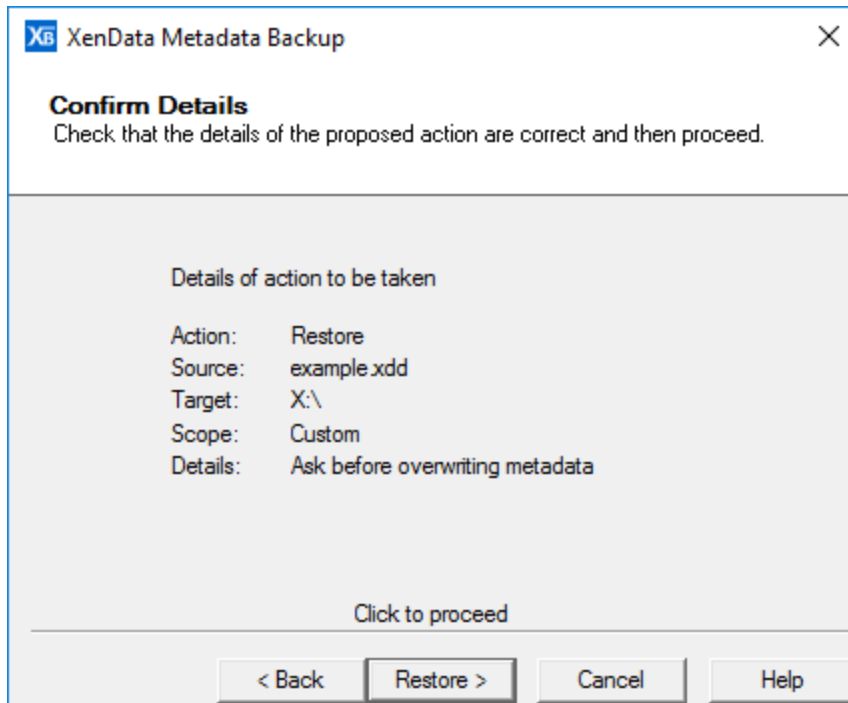 XB XenData Metadata Backup
Confirm Details
Check that the details of the proposed action are correct and then proceed.
Details of action to be taken
Action: Restore
Source: example.xdd
Target: X:\
Scope: Custom
Details: Ask before overwriting metadata
Click to proceed
< Back Restore > Cancel Help